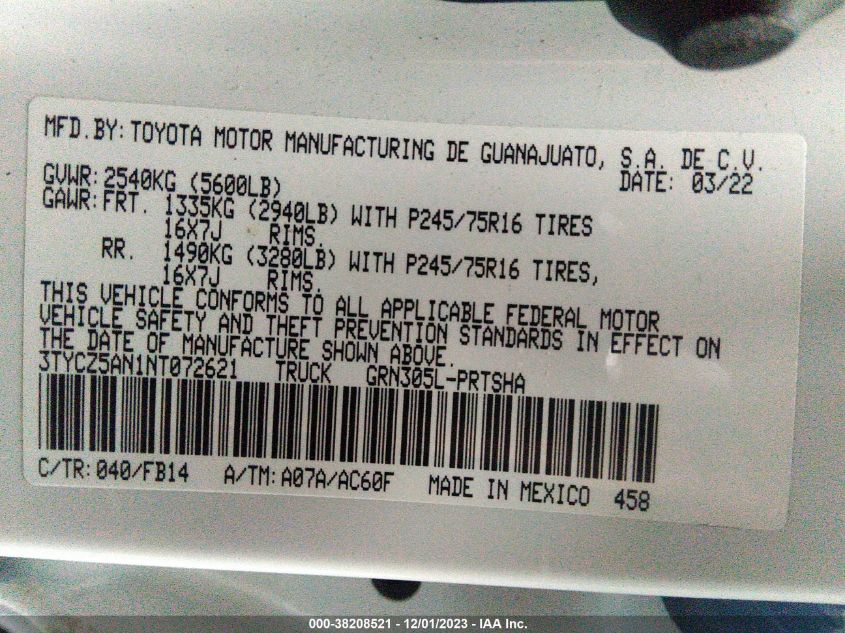 MFD.BY: TOYOTA MOTOR MANUFACTURING DE GUANAJUATO, S.A. DE C.V.
GVWR: 2540KG (5600LB) DATE: 03/22
GAWR: FRT. 1335KG (2940LB) WITH P245/75R16 TIRES
16X7J RIMS.
RR. 1490KG (3280LB) WITH P245/75R16 TIRES,
16X7J RIMS.
THIS VEHICLE CONFORMS TO ALL APPLICABLE FEDERAL MOTOR
VEHICLE SAFETY AND THEFT PREVENTION STANDARDS IN EFFECT ON
THE DATE OF MANUFACTURE SHOWN ABOVE.
3TYCZ5AN1NT072621 TRUCK GRN305L-PRTSHA
C/TR: 040/FB14 A/TM: A07A/AC60F MADE IN MEXICO 458
000-38208521 - 12/01/2023 - IAA Inc.